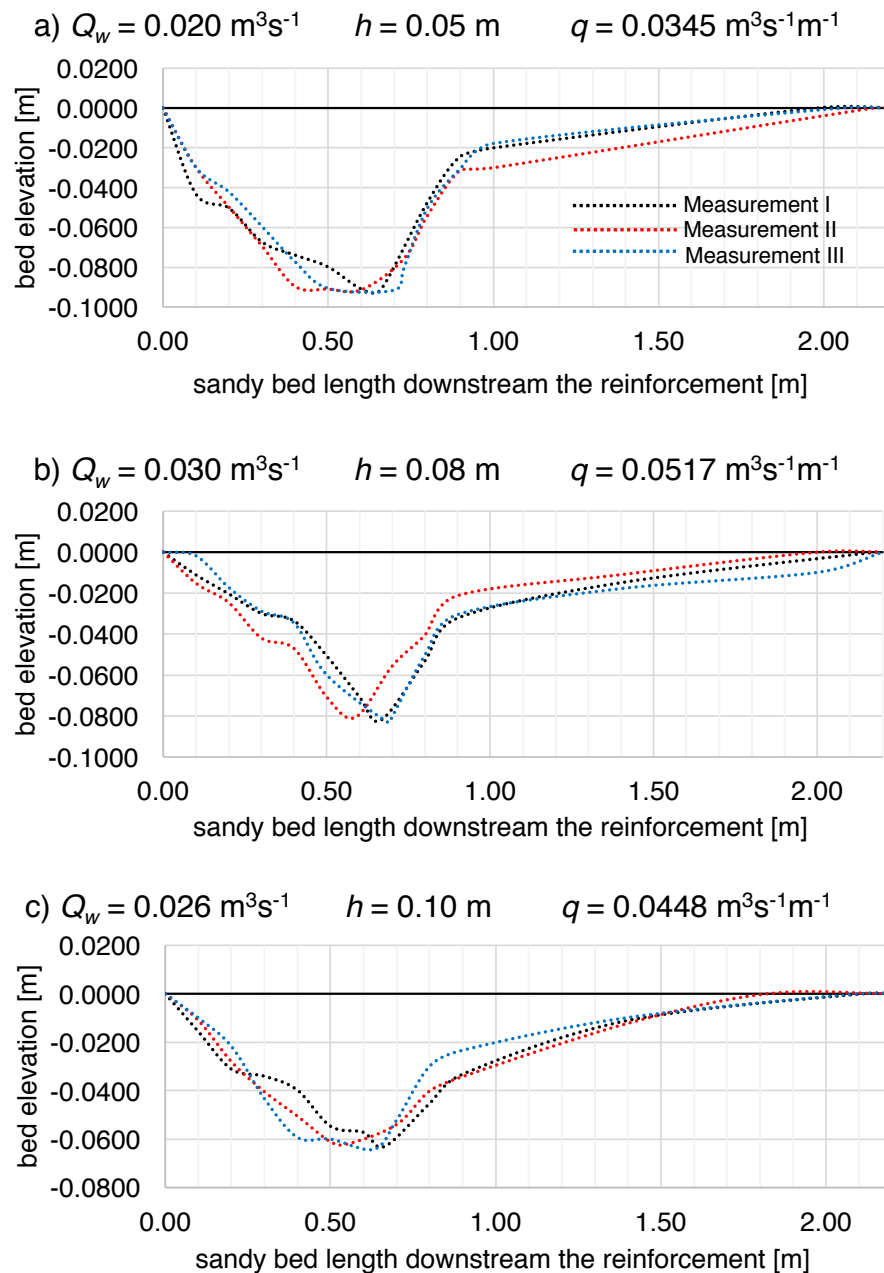 a) Q_w = 0.020 m³s⁻¹ h = 0.05 m q = 0.0345 m³s⁻¹m⁻¹
bed elevation [m]
0.0200
0.0000
-0.0200
-0.0400
-0.0600
-0.0800
-0.1000
Measurement I
Measurement II
Measurement III
0.00 0.50 1.00 1.50 2.00
sandy bed length downstream the reinforcement [m]
b) Q_w = 0.030 m³s⁻¹ h = 0.08 m q = 0.0517 m³s⁻¹m⁻¹
bed elevation [m]
0.0200
0.0000
-0.0200
-0.0400
-0.0600
-0.0800
-0.1000
0.00 0.50 1.00 1.50 2.00
sandy bed length downstream the reinforcement [m]
c) Q_w = 0.026 m³s⁻¹ h = 0.10 m q = 0.0448 m³s⁻¹m⁻¹
bed elevation [m]
0.0200
0.0000
-0.0200
-0.0400
-0.0600
-0.0800
0.00 0.50 1.00 1.50 2.00
sandy bed length downstream the reinforcement [m]